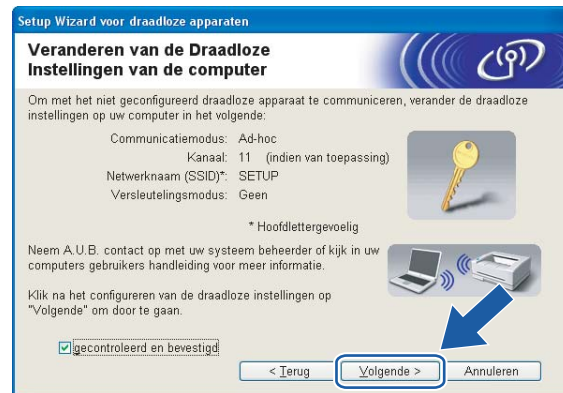 Setup Wizard voor draadloze apparaten
Veranderen van de Draadloze
Instellingen van de computer
Om met het niet geconfigureerd draadloze apparaat te communiceren, verander de draadloze
instellingen op uw computer in het volgende:
Communicatiemodus: Ad-hoc
Kanaal: 11 (indien van toepassing)
Netwerknaam (SSID)*: SETUP
Versleutelingsmodus: Geen
* Hoofdlettergevoelig
Neem A.U.B. contact op met uw systeem beheerder of kijk in uw
computers gebruikers handleiding voor meer informatie.
Klik na het configureren van de draadloze instellingen op
"Volgende" om door te gaan.
gecontroleerd en bevestigd
< Terug Volgende > Annuleren